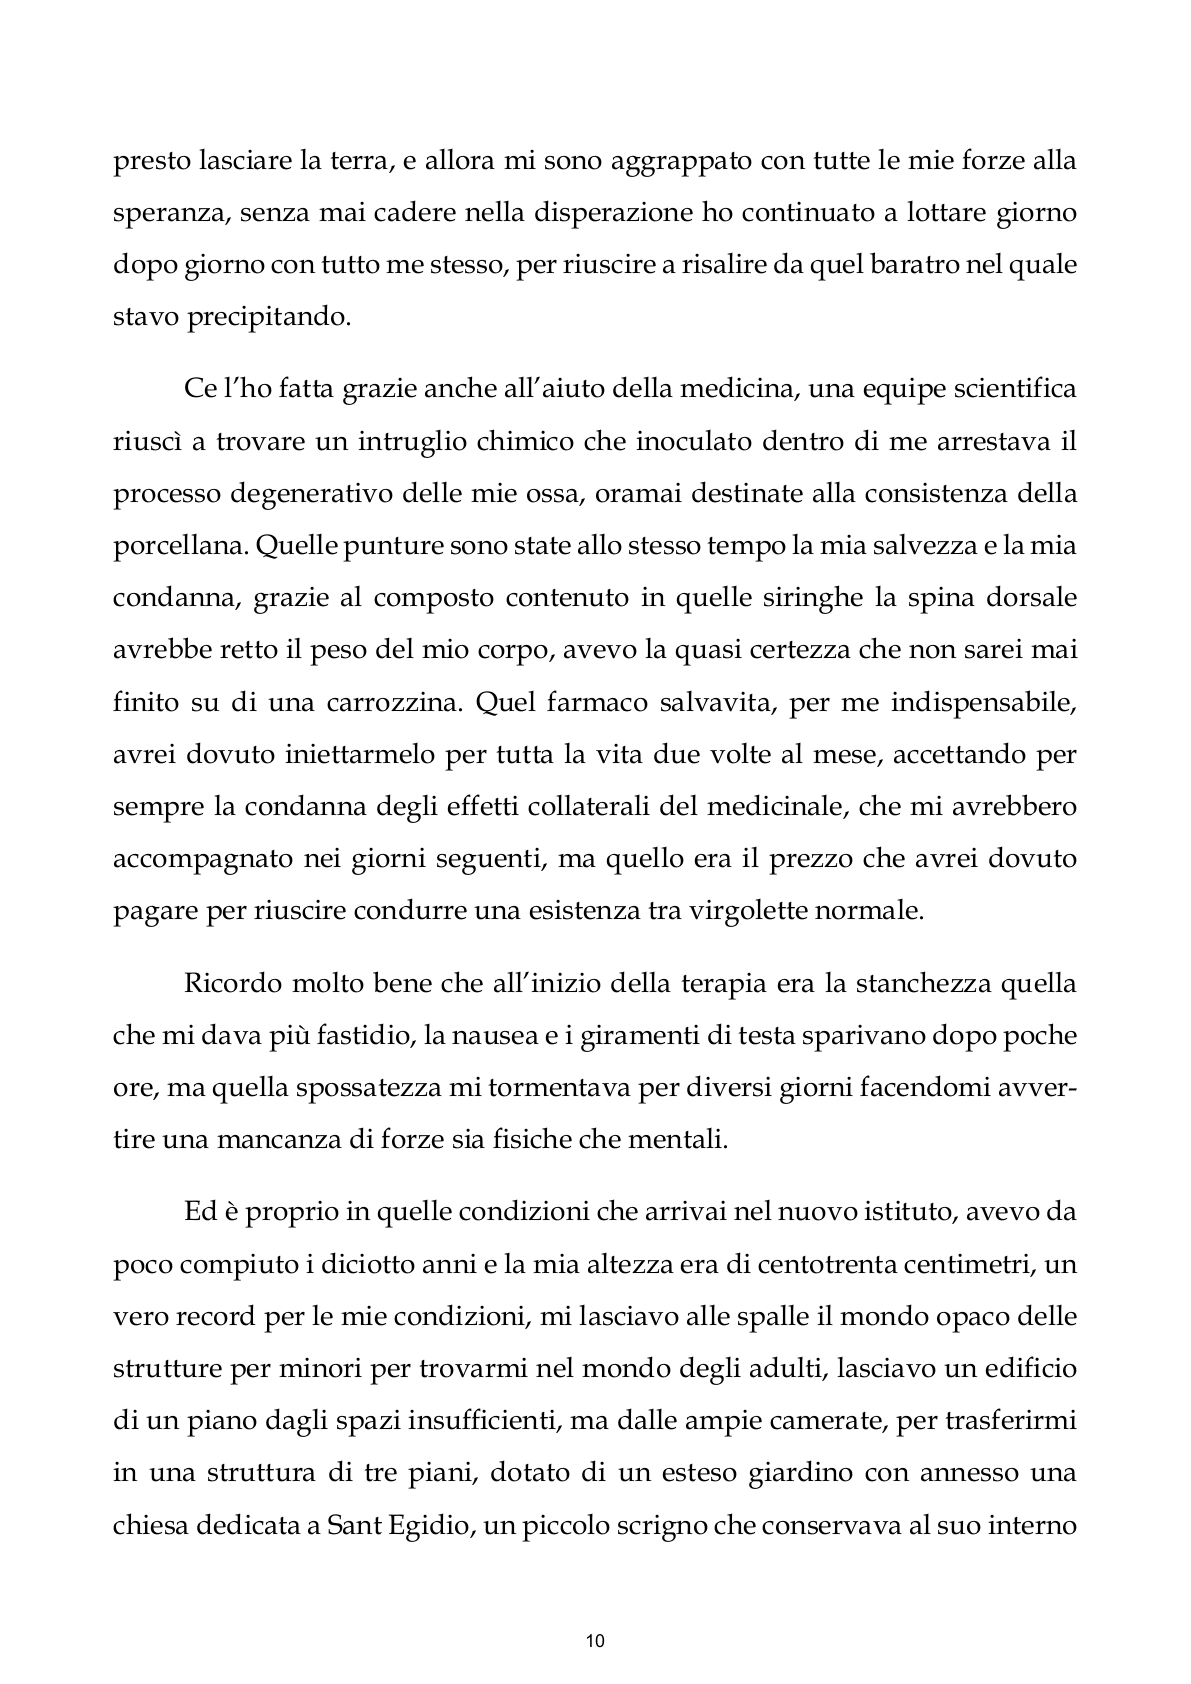 presto lasciare la terra, e allora mi sono aggrappato con tutte le mie forze alla
speranza, senza mai cadere nella disperazione ho continuato a lottare giorno
dopo giorno con tutto me stesso, per riuscire a risalire da quel baratro nel quale
stavo precipitando.
Ce l’ho fatta grazie anche all’aiuto della medicina, una equipe scientifica
riuscì a trovare un intruglio chimico che inoculato dentro di me arrestava il
processo degenerativo delle mie ossa, oramai destinate alla consistenza della
porcellana. Quelle punture sono state allo stesso tempo la mia salvezza e la mia
condanna, grazie al composto contenuto in quelle siringhe la spina dorsale
avrebbe retto il peso del mio corpo, avevo la quasi certezza che non sarei mai
finito su di una carrozzina. Quel farmaco salvavita, per me indispensabile,
avrei dovuto iniettarmelo per tutta la vita due volte al mese, accettando per
sempre la condanna degli effetti collaterali del medicinale, che mi avrebbero
accompagnato nei giorni seguenti, ma quello era il prezzo che avrei dovuto
pagare per riuscire condurre una esistenza tra virgolette normale.
Ricordo molto bene che all’inizio della terapia era la stanchezza quella
che mi dava più fastidio, la nausea e i giramenti di testa sparivano dopo poche
ore, ma quella spossatezza mi tormentava per diversi giorni facendomi avver-
tire una mancanza di forze sia fisiche che mentali.
Ed è proprio in quelle condizioni che arrivai nel nuovo istituto, avevo da
poco compiuto i diciotto anni e la mia altezza era di centotrenta centimetri, un
vero record per le mie condizioni, mi lasciavo alle spalle il mondo opaco delle
strutture per minori per trovarmi nel mondo degli adulti, lasciavo un edificio
di un piano dagli spazi insufficienti, ma dalle ampie camerate, per trasferirmi
in una struttura di tre piani, dotato di un esteso giardino con annesso una
chiesa dedicata a Sant Egidio, un piccolo scrigno che conservava al suo interno
10